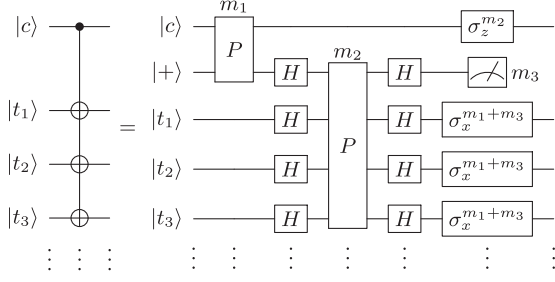 m₁
|c⟩ |c⟩ P σ_z^{m₂}
m₂
|+⟩ H H m₃
|t₁⟩ |t₁⟩ H H σ_x^{m₁+m₃}
= P
|t₂⟩ |t₂⟩ H H σ_x^{m₁+m₃}
|t₃⟩ |t₃⟩ H H σ_x^{m₁+m₃}
⋮ ⋮ ⋮ ⋮ ⋮ ⋮ ⋮ ⋮